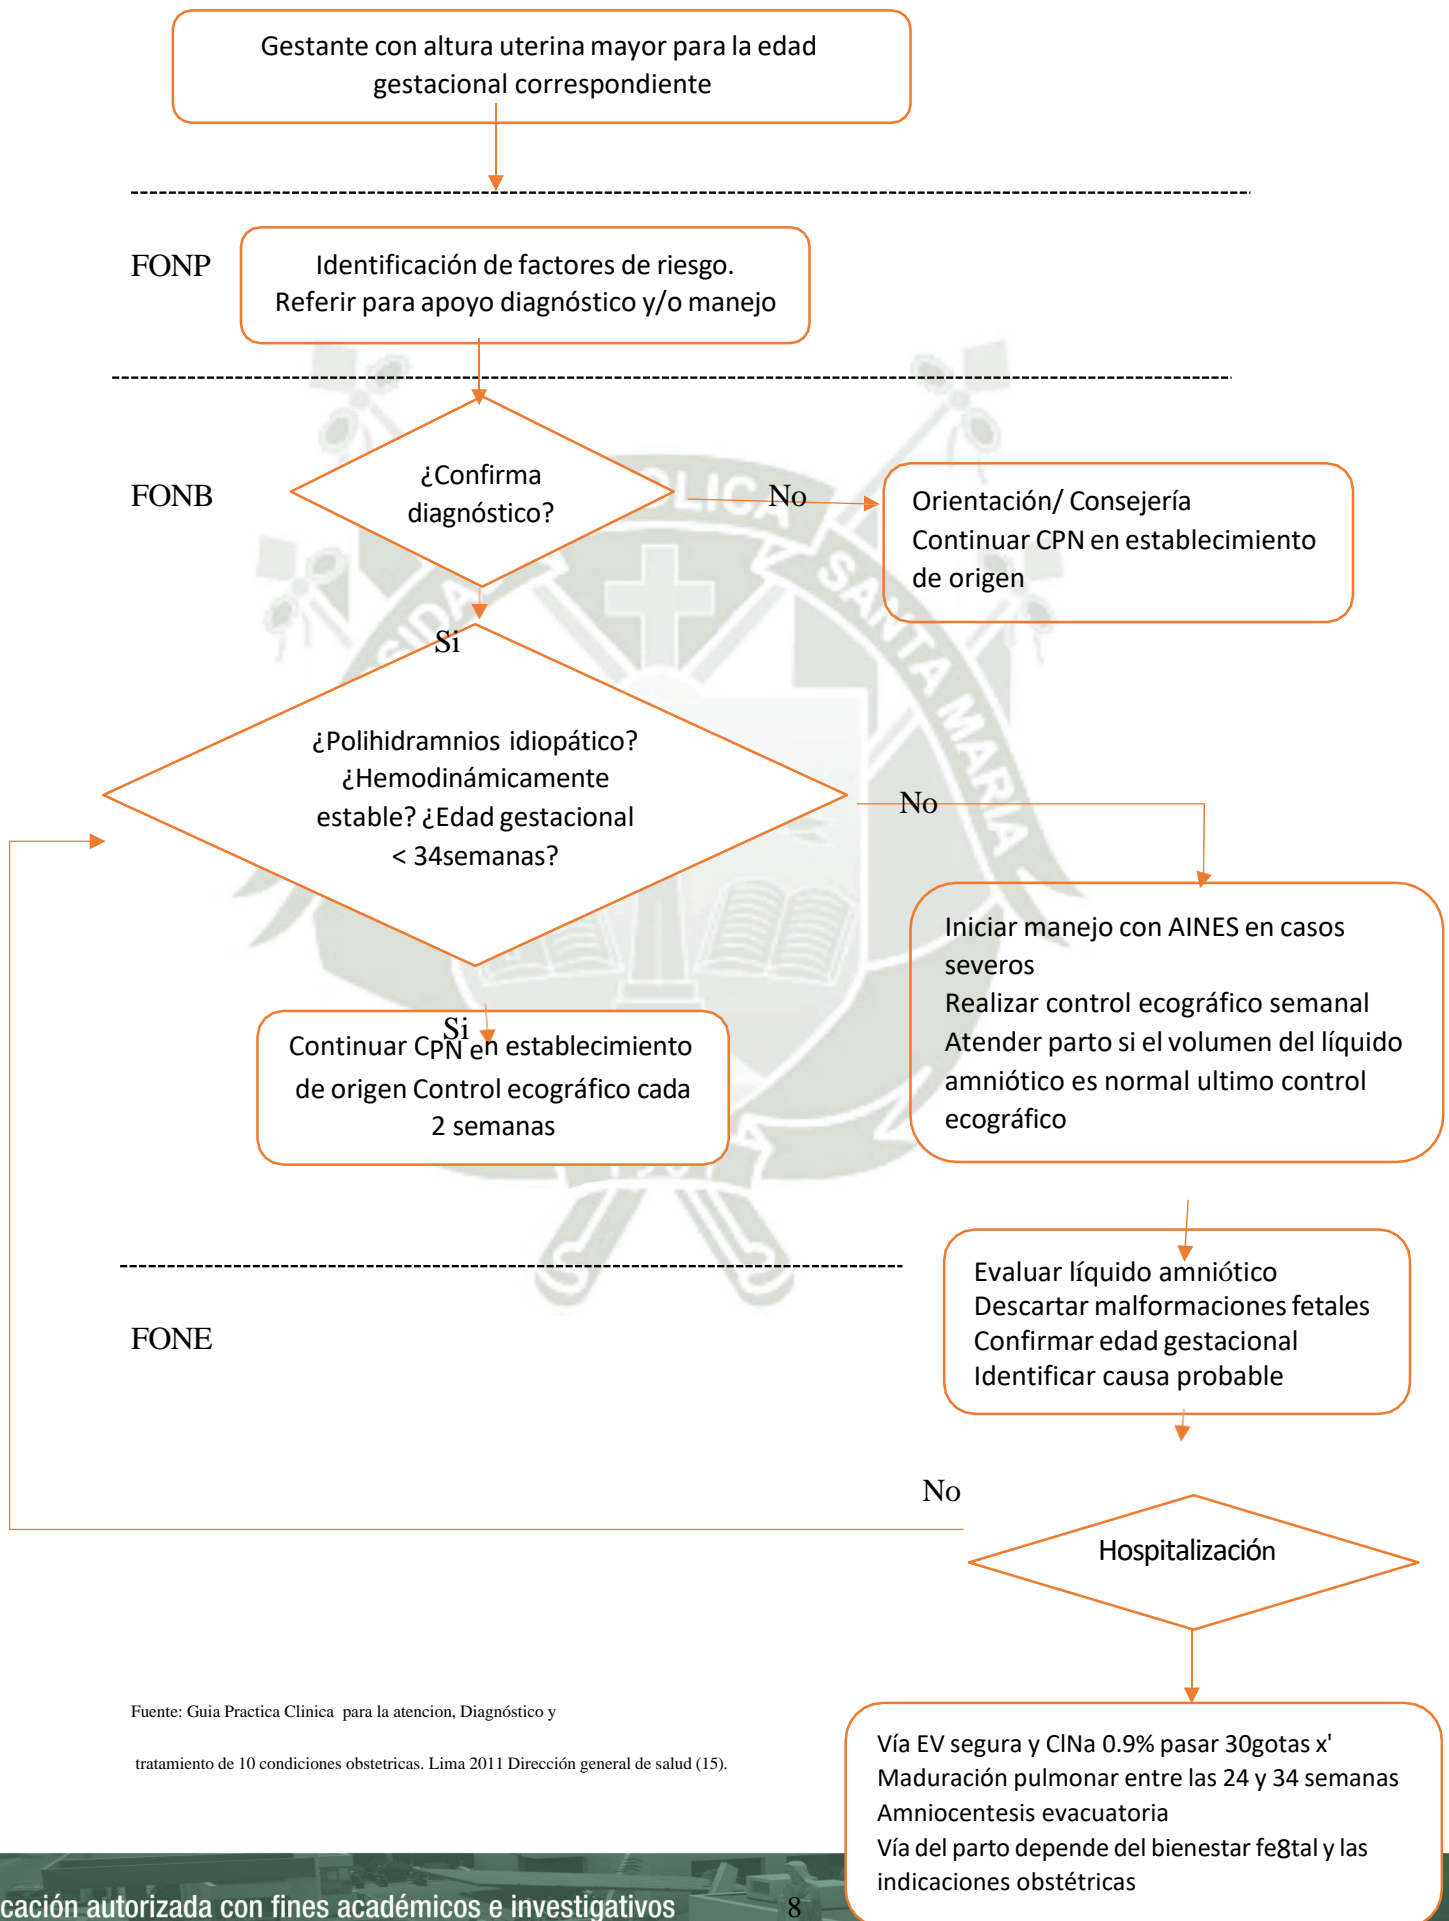 Gestante con altura uterina mayor para la edad
gestacional correspondiente
FONP
Identificación de factores de riesgo.
Referir para apoyo diagnóstico y/o manejo
FONB
¿Confirma
diagnóstico?
No
Orientación/ Consejería
Continuar CPN en establecimiento
de origen
Si
¿Polihidramnios idiopático?
¿Hemodinámicamente
estable? ¿Edad gestacional
< 34semanas?
No
Iniciar manejo con AINES en casos
severos
Realizar control ecográfico semanal
Atender parto si el volumen del líquido
amniótico es normal ultimo control
ecográfico
Si
Continuar CPN en establecimiento
de origen Control ecográfico cada
2 semanas
Evaluar líquido amniótico
Descartar malformaciones fetales
Confirmar edad gestacional
Identificar causa probable
FONE
No
Hospitalización
Fuente: Guia Practica Clinica para la atencion, Diagnóstico y
tratamiento de 10 condiciones obstetricas. Lima 2011 Dirección general de salud (15).
Vía EV segura y ClNa 0.9% pasar 30gotas x'
Maduración pulmonar entre las 24 y 34 semanas
Amniocentesis evacuatoria
Vía del parto depende del bienestar fe8tal y las
indicaciones obstétricas
cación autorizada con fines académicos e investigativos
8
SANTA MARIA